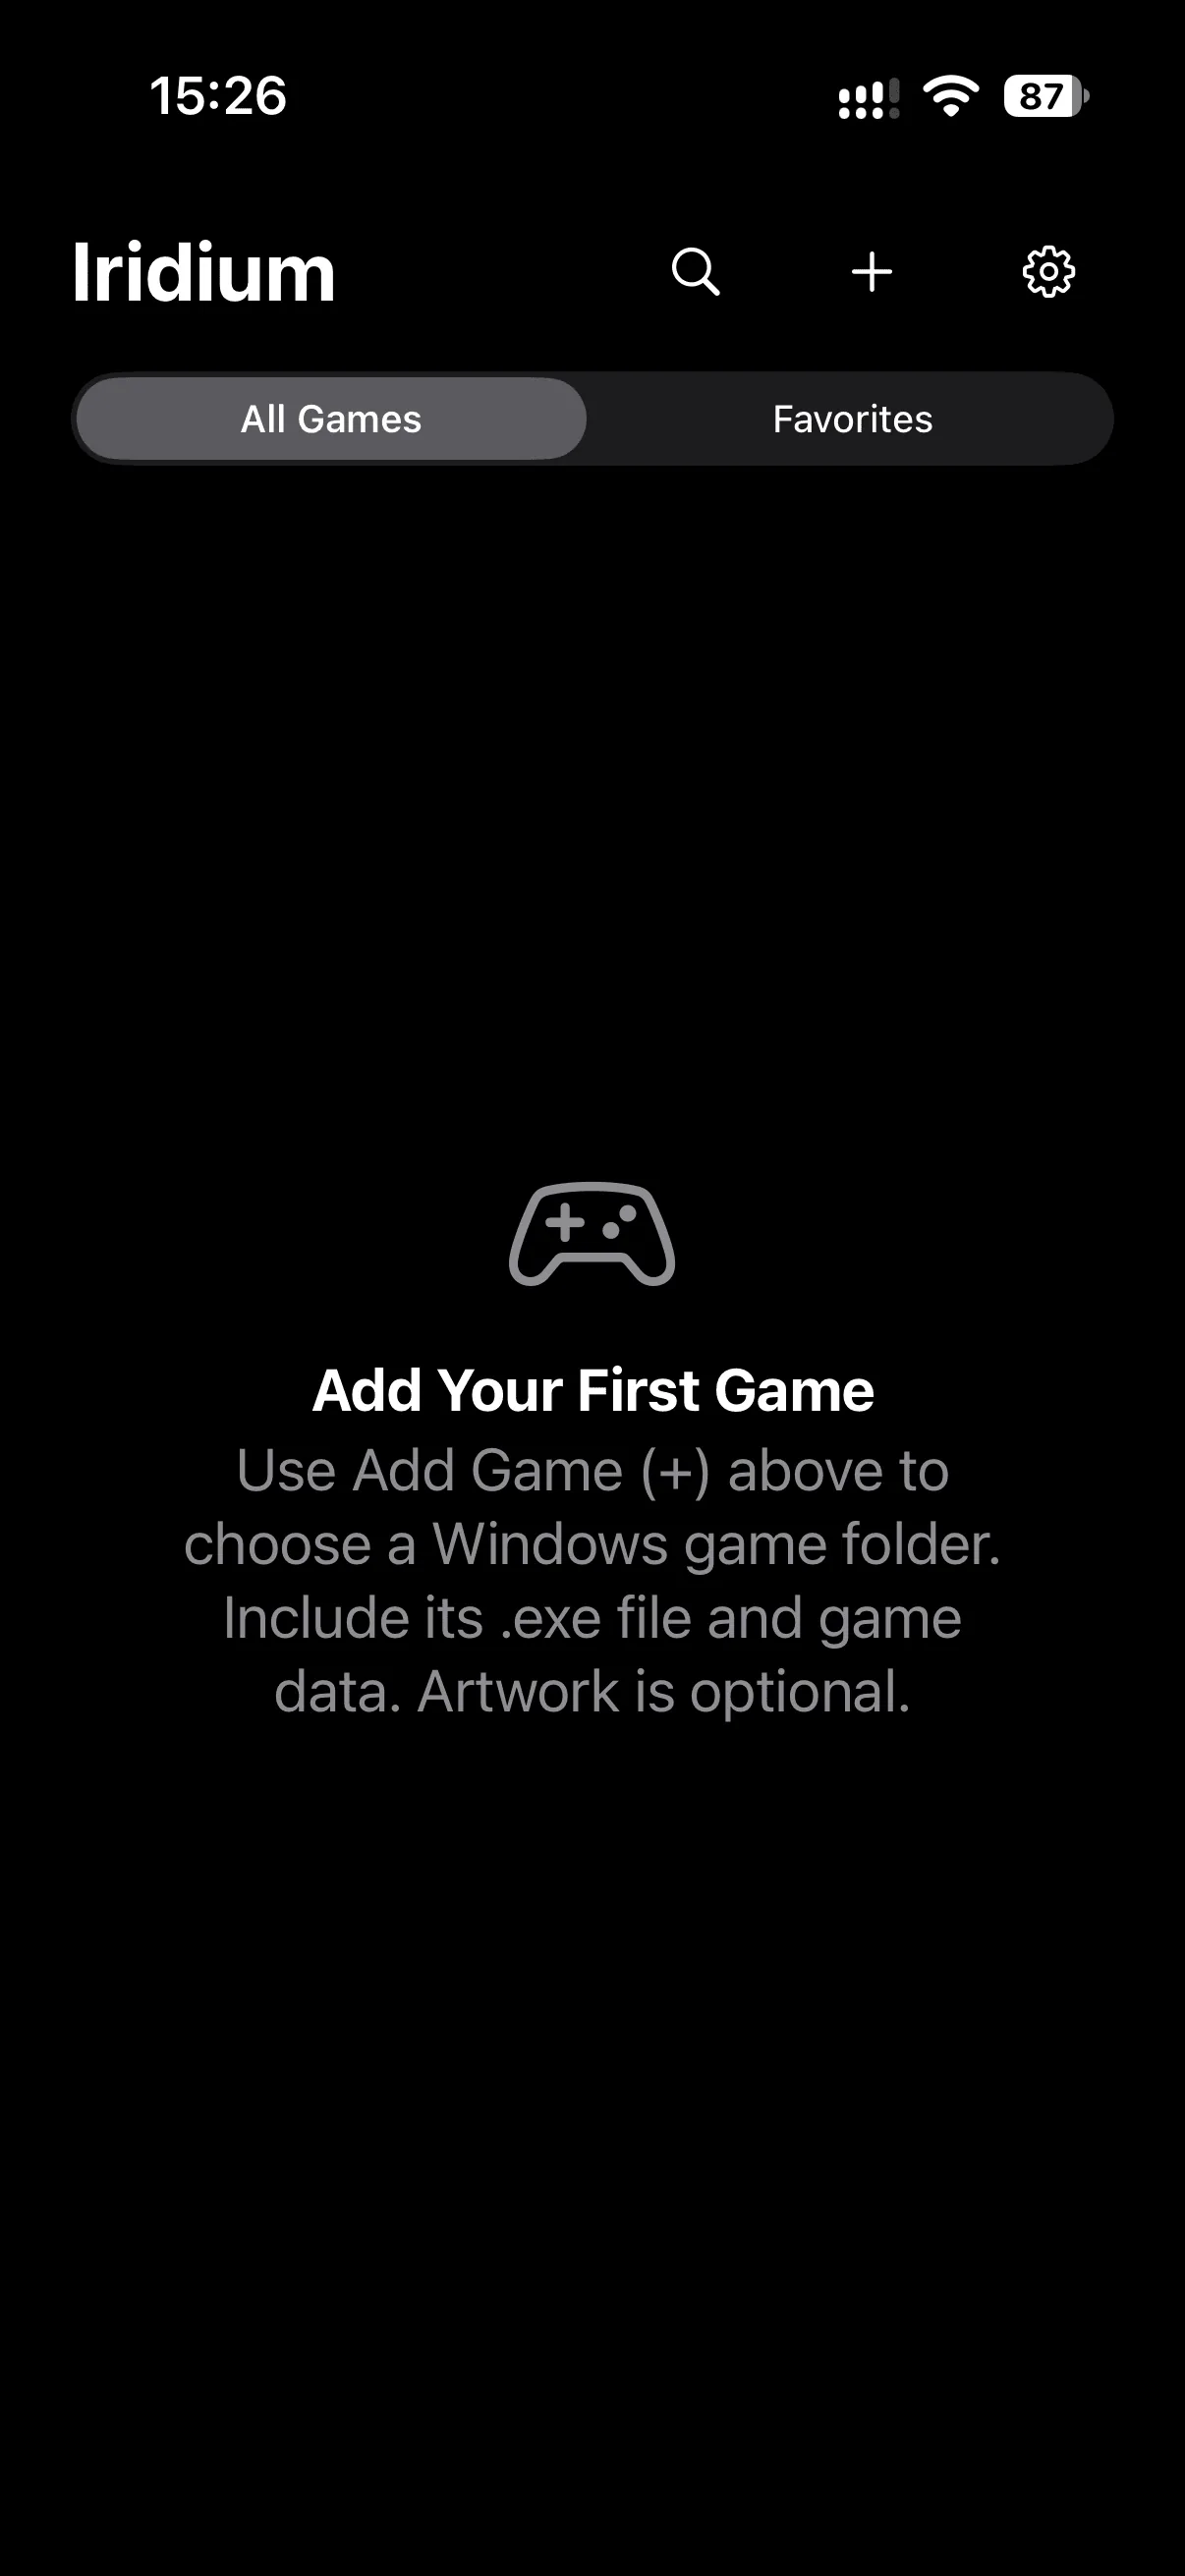 15:26
87
Iridium
All Games
Favorites
Add Your First Game
Use Add Game (+) above to
choose a Windows game folder.
Include its .exe file and game
data. Artwork is optional.